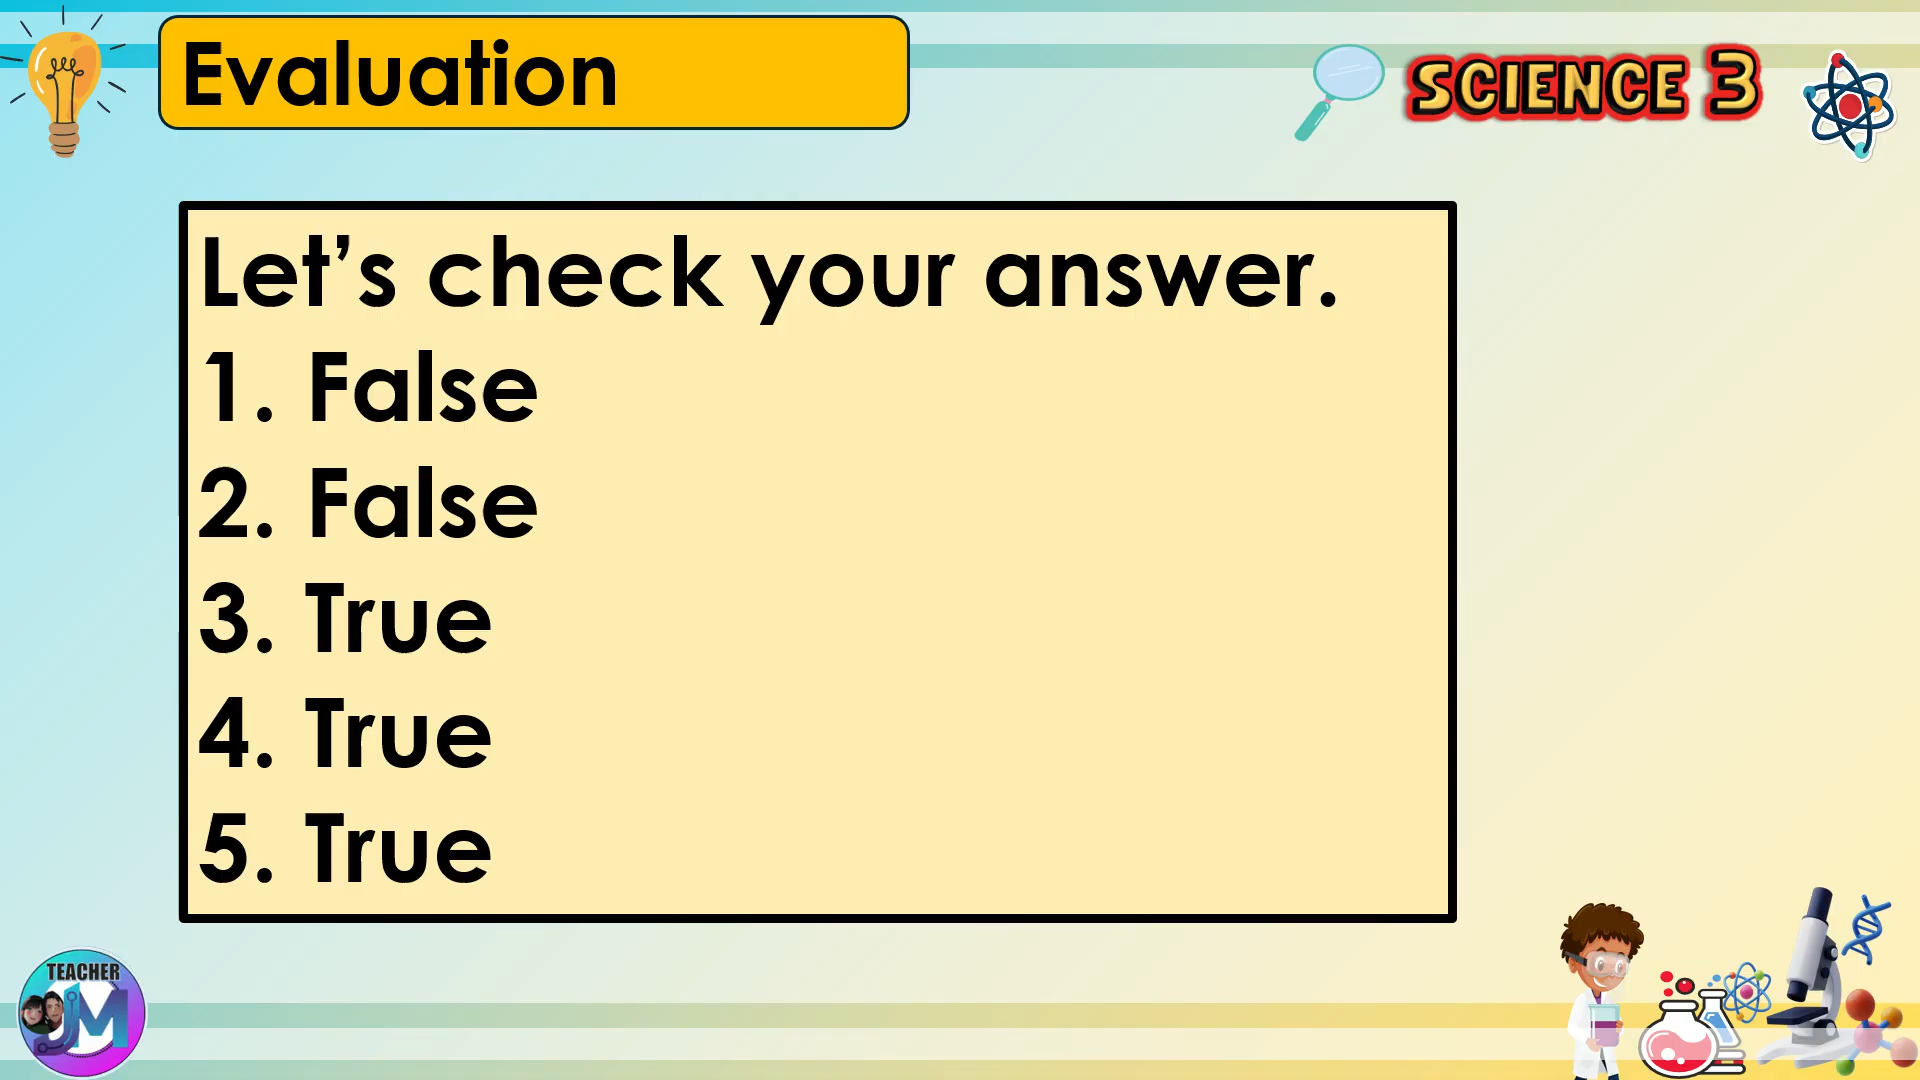 Evaluation
SCIENCE 3
Let’s check your answer.
1. False
2. False
3. True
4. True
5. True
TEACHER
JM